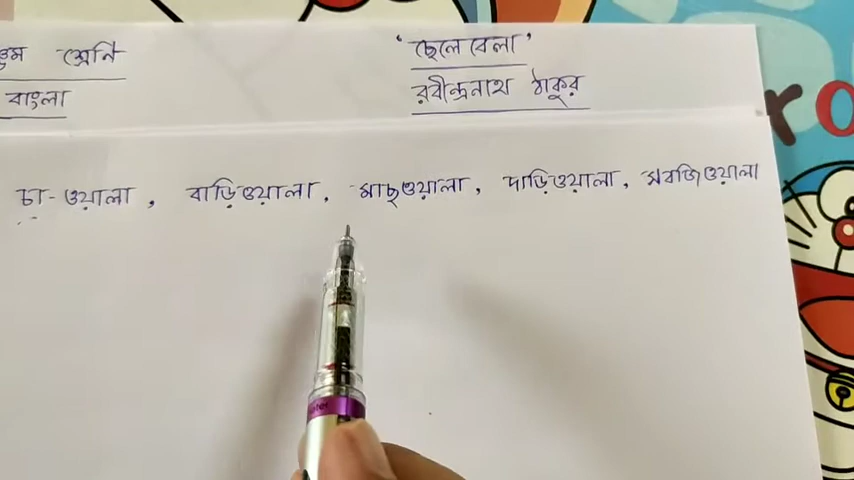 শ্রেনি
'ছেলেবেলা'
বাংলা
রবীন্দ্রনাথ ঠাকুর
চা-ওয়ালা, বাড়িওয়ালা, মাছওয়ালা, দাড়িওয়ালা, সবজিওয়ালা